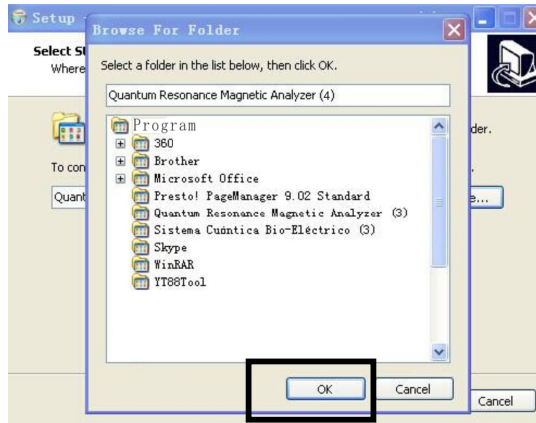 Setup
Browse For Folder
Select St
Where
Select a folder in the list below, then click OK.
Quantum Resonance Magnetic Analyzer (4)
Program
360
Brother
Microsoft Office
Presto! PageManager 9.02 Standard
Quantum Resonance Magnetic Analyzer (3)
Sistema Cuántica Bio-Eléctrico (3)
Skype
WinRAR
YT88Tool
der.
To con
Quant
e...
OK
Cancel
Cancel